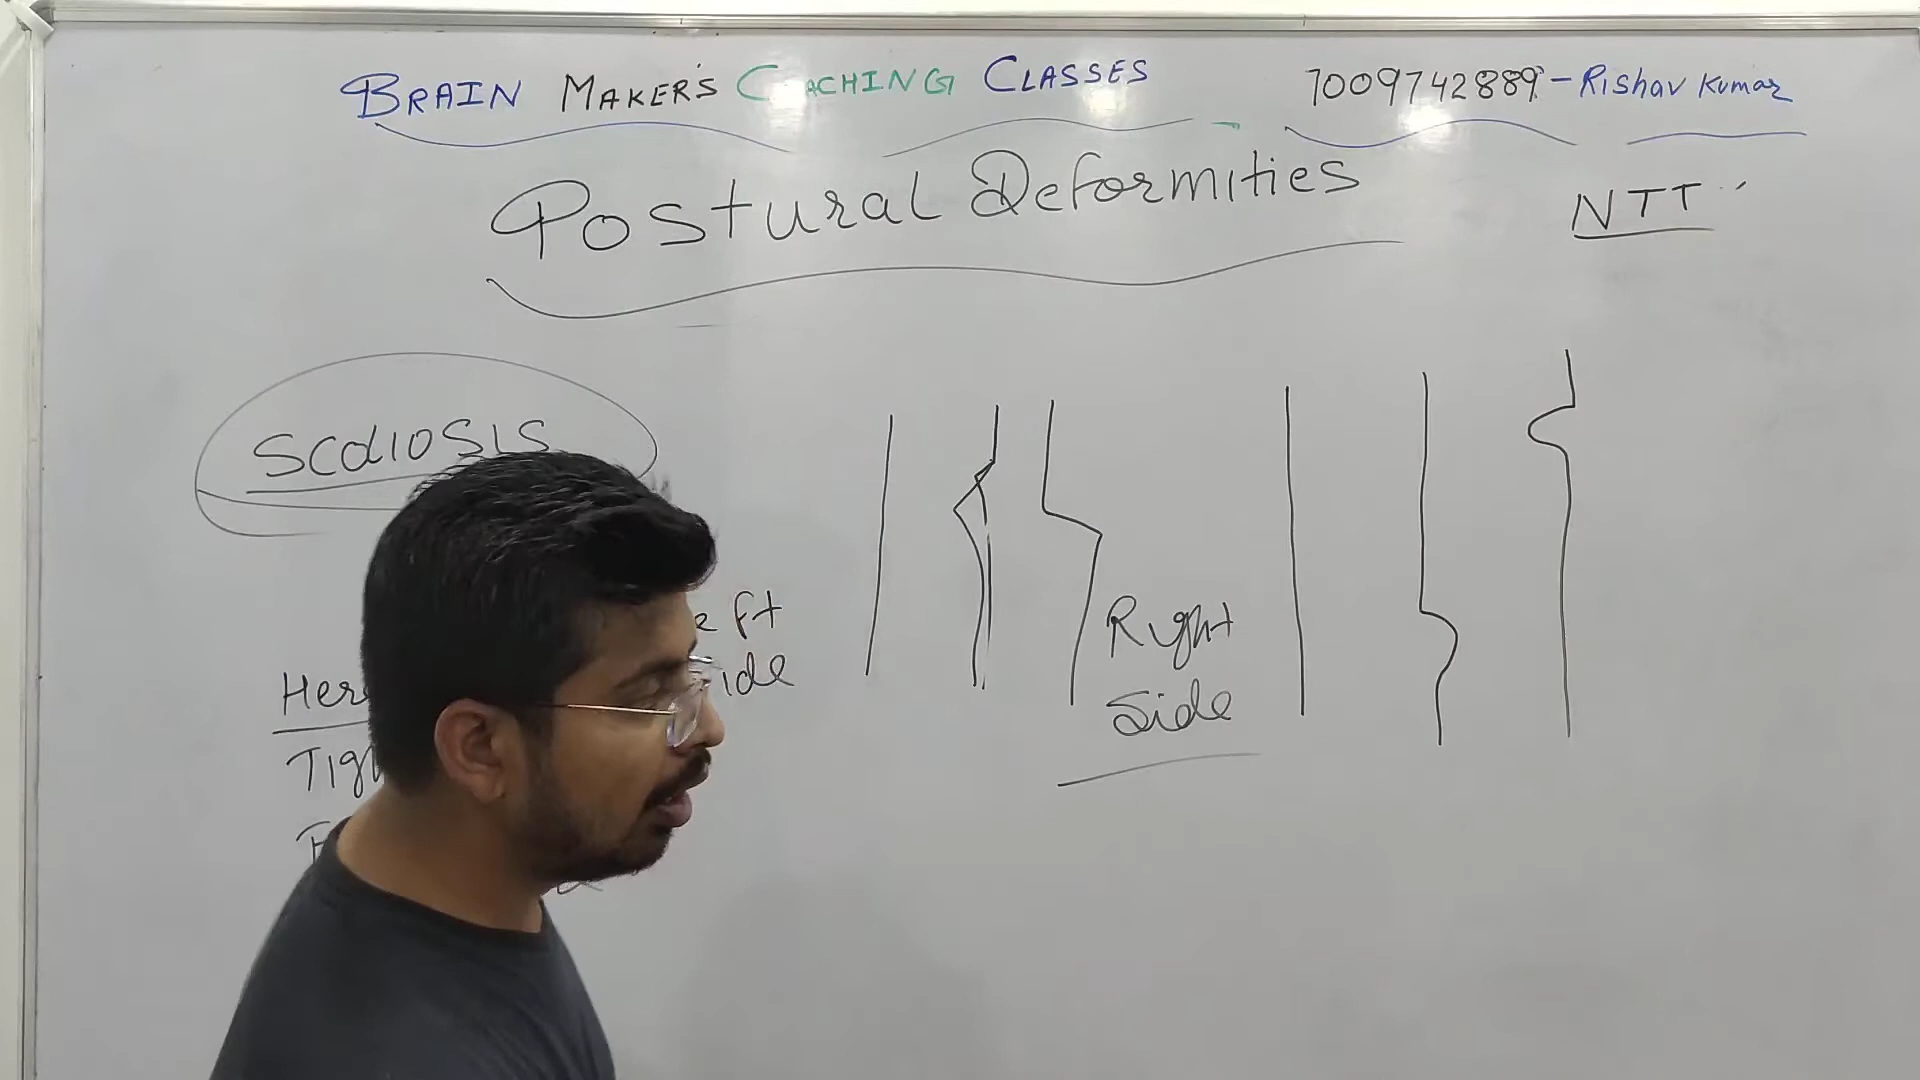 BRAIN MAKER'S COACHING CLASSES 7009742889 - Rishav Kumar
Postural Deformities
NTT
Scoliosis
Right
Side